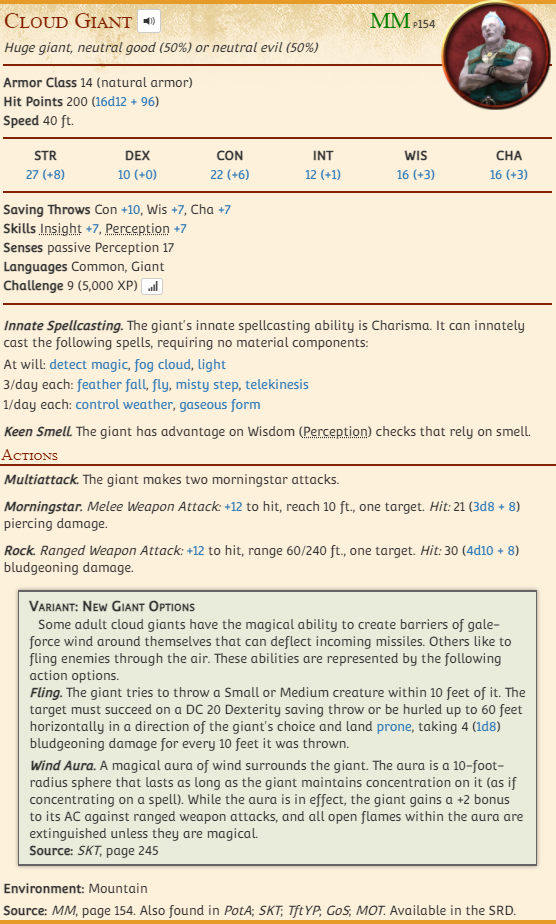 Cloud Giant
MM P154
Huge giant, neutral good (50%) or neutral evil (50%)
Armor Class 14 (natural armor)
Hit Points 200 (16d12 + 96)
Speed 40 ft.
STR DEX CON INT WIS CHA
27 (+8) 10 (+0) 22 (+6) 12 (+1) 16 (+3) 16 (+3)
Saving Throws Con +10, Wis +7, Cha +7
Skills Insight +7, Perception +7
Senses passive Perception 17
Languages Common, Giant
Challenge 9 (5,000 XP)
Innate Spellcasting. The giant's innate spellcasting ability is Charisma. It can innately
cast the following spells, requiring no material components:
At will: detect magic, fog cloud, light
3/day each: feather fall, fly, misty step, telekinesis
1/day each: control weather, gaseous form
Keen Smell. The giant has advantage on Wisdom (Perception) checks that rely on smell.
Actions
Multiattack. The giant makes two morningstar attacks.
Morningstar. Melee Weapon Attack: +12 to hit, reach 10 ft., one target. Hit: 21 (3d8 + 8)
piercing damage.
Rock. Ranged Weapon Attack: +12 to hit, range 60/240 ft., one target. Hit: 30 (4d10 + 8)
bludgeoning damage.
Variant: New Giant Options
Some adult cloud giants have the magical ability to create barriers of gale-
force wind around themselves that can deflect incoming missiles. Others like to
fling enemies through the air. These abilities are represented by the following
action options.
Fling. The giant tries to throw a Small or Medium creature within 10 feet of it. The
target must succeed on a DC 20 Dexterity saving throw or be hurled up to 60 feet
horizontally in a direction of the giant's choice and land prone, taking 4 (1d8)
bludgeoning damage for every 10 feet it was thrown.
Wind Aura. A magical aura of wind surrounds the giant. The aura is a 10-foot-
radius sphere that lasts as long as the giant maintains concentration on it (as if
concentrating on a spell). While the aura is in effect, the giant gains a +2 bonus
to its AC against ranged weapon attacks, and all open flames within the aura are
extinguished unless they are magical.
Source: SKT, page 245
Environment: Mountain
Source: MM, page 154. Also found in PotA; SKT; TftYP; GoS; MOT. Available in the SRD.